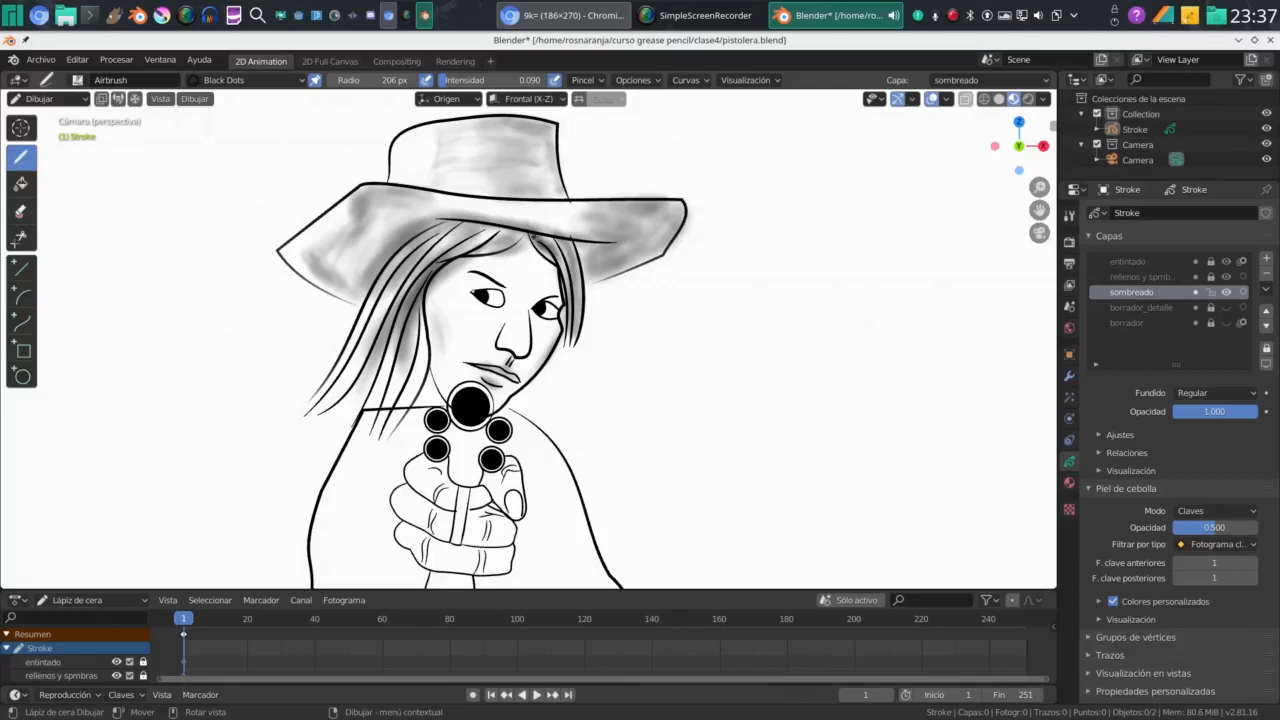 9k= (186×270) - Chromi...
SimpleScreenRecorder
Blender* [/home/ro...
23:37
Blender* [/home/rosnaranja/curso grease pencil/clase4/pistolera.blend]
Archivo Editar Procesar Ventana Ayuda 2D Animation 2D Full Canvas Compositing Rendering + Scene View Layer
Airbrush Black Dots Radio 206 px Intensidad 0.090 Pincel Opciones Curvas Visualización Capa: sombreado
Dibujar Vista Dibujar Origen Frontal (X-Z)
Cámara (perspectiva)
(1) Stroke
Z
Y
X
Colecciones de la escena
Collection
Stroke
Camera
Camera
Stroke Stroke
Stroke
Capas
entintado
rellenos y spmb...
sombreado
borrador_detalle
borrador
Fundido Regular
Opacidad 1.000
Ajustes
Relaciones
Visualización
Piel de cebolla
Modo Claves
Opacidad 0.500
Filtrar por tipo Fotograma cl...
F. clave anteriores 1
F. clave posteriores 1
Colores personalizados
Visualización
Grupos de vértices
Trazos
Visualización en vistas
Propiedades personalizadas
Lápiz de cera Vista Seleccionar Marcador Canal Fotograma Sólo activo
1 20 40 60 80 100 120 140 160 180 200 220 240
Resumen
Stroke
entintado
rellenos y spmbras
Reproducción Claves Vista Marcador 1 Inicio 1 Fin 251
Lápiz de cera Dibujar Mover Rotar vista Dibujar - menú contextual Stroke | Capas:0 | Fotogr:0 | Trazos:0 | Puntos:0 | Objetos:0/2 | Mem: 80.6 MiB | v2.81.16